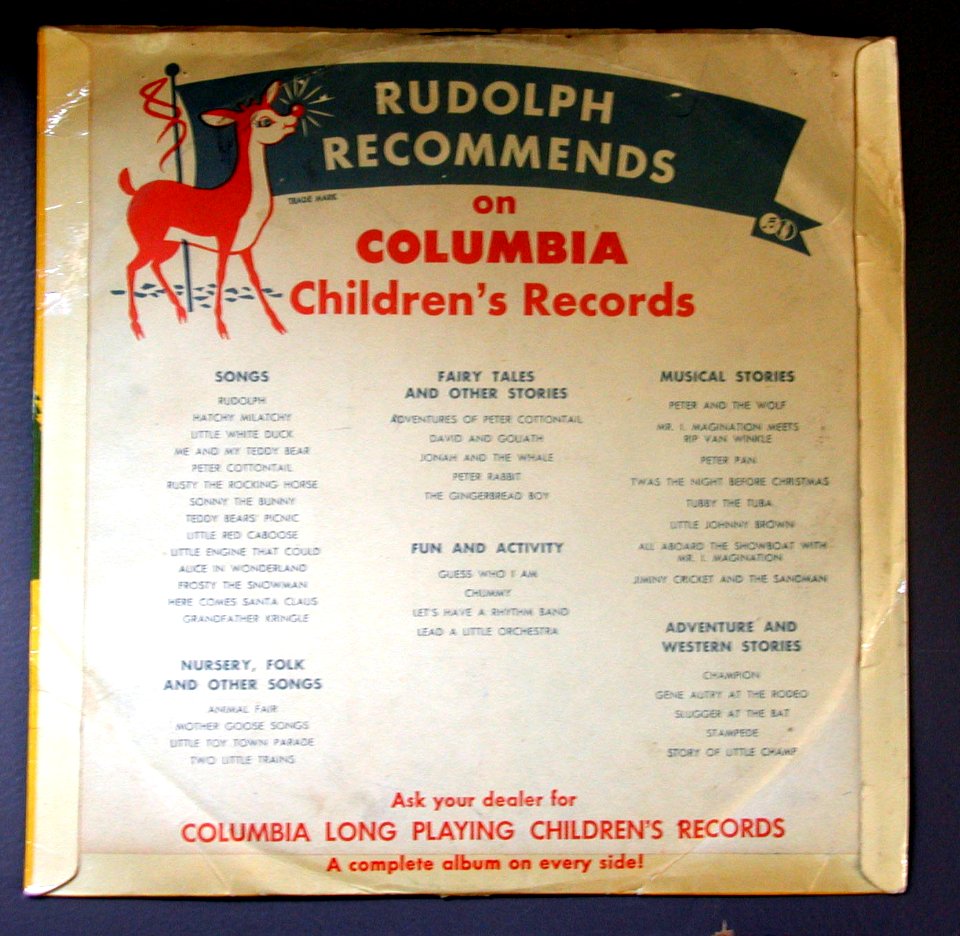 RUDOLPH
RECOMMENDS
TRADE MARK
on
COLUMBIA
Children's Records
SONGS
RUDOLPH
HATCHY MILATCHY
LITTLE WHITE DUCK
ME AND MY TEDDY BEAR
PETER COTTONTAIL
RUSTY THE ROCKING HORSE
SONNY THE BUNNY
TEDDY BEARS' PICNIC
LITTLE RED CABOOSE
LITTLE ENGINE THAT COULD
ALICE IN WONDERLAND
FROSTY THE SNOWMAN
HERE COMES SANTA CLAUS
GRANDFATHER KRINGLE
NURSERY, FOLK
AND OTHER SONGS
ANIMAL FAIR
MOTHER GOOSE SONGS
LITTLE TOY TOWN PARADE
TWO LITTLE TRAINS
FAIRY TALES
AND OTHER STORIES
ADVENTURES OF PETER COTTONTAIL
DAVID AND GOLIATH
JONAH AND THE WHALE
PETER RABBIT
THE GINGERBREAD BOY
FUN AND ACTIVITY
GUESS WHO I AM
CHUMMY
LET'S HAVE A RHYTHM BAND
LEAD A LITTLE ORCHESTRA
MUSICAL STORIES
PETER AND THE WOLF
MR. I. MAGINATION MEETS
RIP VAN WINKLE
PETER PAN
TWAS THE NIGHT BEFORE CHRISTMAS
TUBBY THE TUBA
LITTLE JOHNNY BROWN
ALL ABOARD THE SHOWBOAT WITH
MR. I. MAGINATION
JIMINY CRICKET AND THE SANDMAN
ADVENTURE AND
WESTERN STORIES
CHAMPION
GENE AUTRY AT THE RODEO
SLUGGER AT THE BAT
STAMPEDE
STORY OF LITTLE CHAMP
Ask your dealer for
COLUMBIA LONG PLAYING CHILDREN'S RECORDS
A complete album on every side!